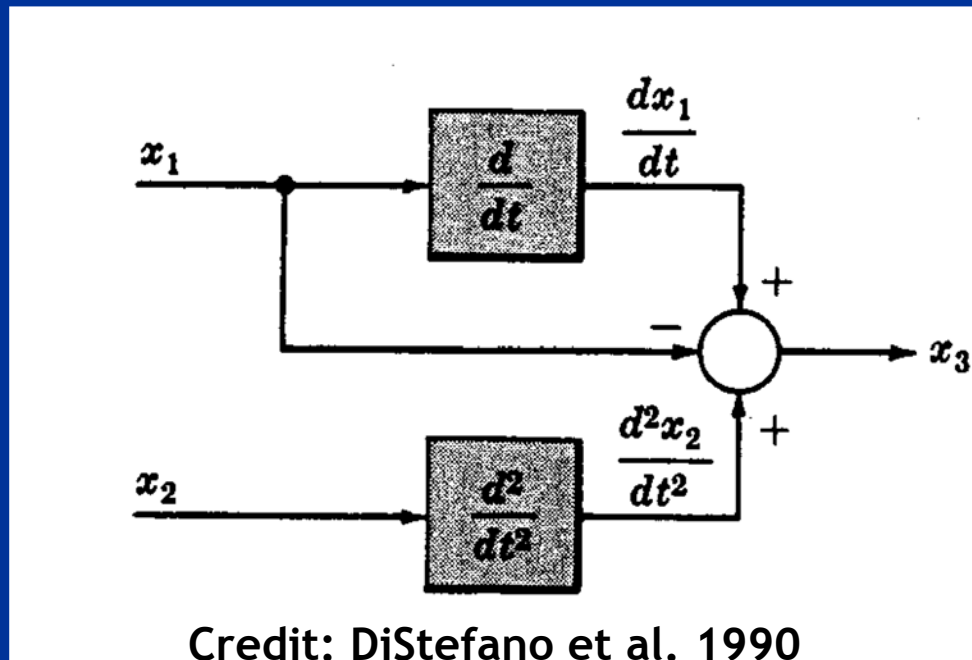 x₁
d/dt
dx₁/dt
+
−
x₃
+
x₂
d²/dt²
d²x₂/dt²
Credit: DiStefano et al. 1990